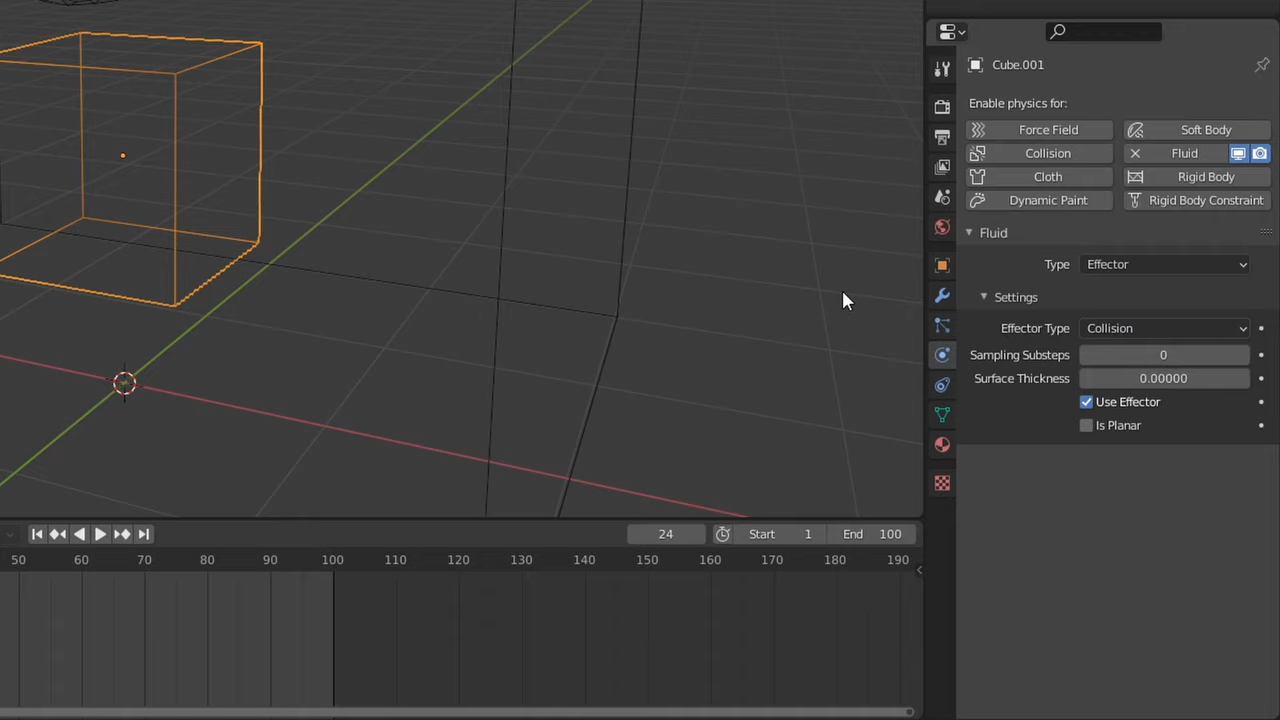 Cube.001
Enable physics for:
Force Field
Soft Body
Collision
Fluid
Cloth
Rigid Body
Dynamic Paint
Rigid Body Constraint
Fluid
Type Effector
Settings
Effector Type Collision
Sampling Substeps 0
Surface Thickness 0.00000
Use Effector
Is Planar
24 Start 1 End 100
50 60 70 80 90 100 110 120 130 140 150 160 170 180 190